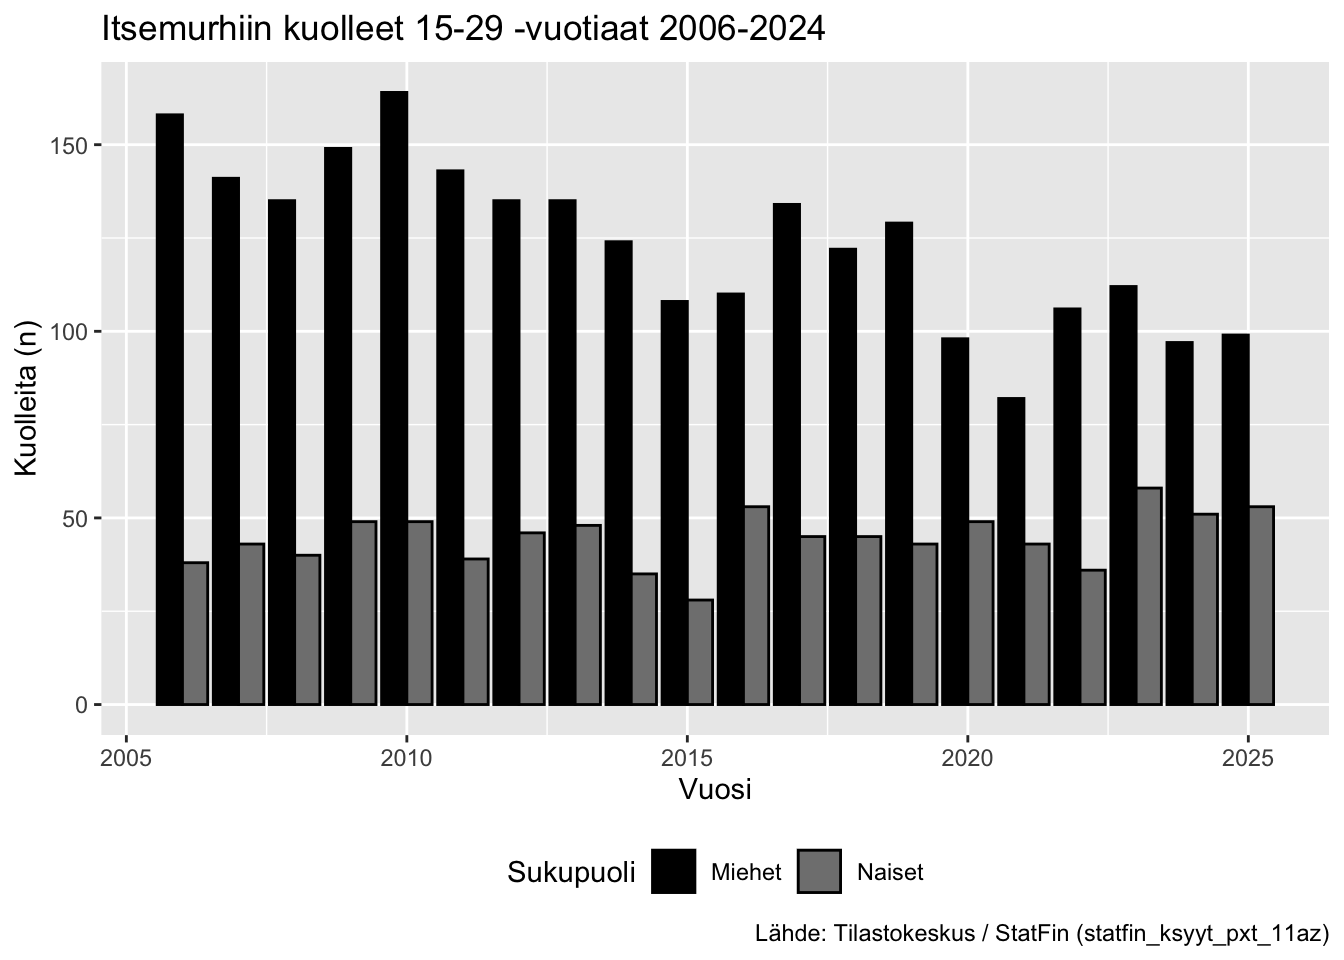 Itsemurhiin kuolleet 15-29 -vuotiaat 2006-2024
Kuolleita (n)
150
100
50
0
2005 2010 2015 2020 2025
Vuosi
Sukupuoli Miehet Naiset
Lähde: Tilastokeskus / StatFin (statfin_ksyyt_pxt_11az)